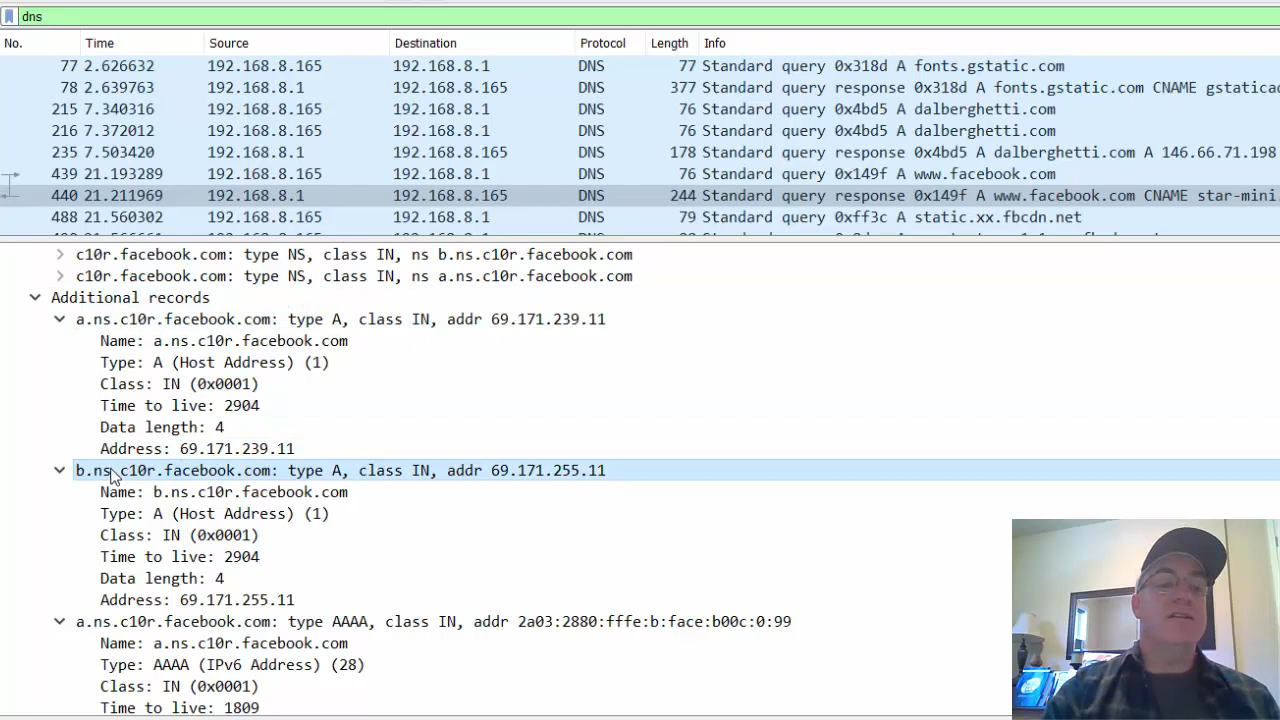 dns
No. Time Source Destination Protocol Length Info
77 2.626632 192.168.8.165 192.168.8.1 DNS 77 Standard query 0x318d A fonts.gstatic.com
78 2.639763 192.168.8.1 192.168.8.165 DNS 377 Standard query response 0x318d A fonts.gstatic.com CNAME gstatica
215 7.340316 192.168.8.165 192.168.8.1 DNS 76 Standard query 0x4bd5 A dalberghetti.com
216 7.372012 192.168.8.165 192.168.8.1 DNS 76 Standard query 0x4bd5 A dalberghetti.com
235 7.503420 192.168.8.1 192.168.8.165 DNS 178 Standard query response 0x4bd5 A dalberghetti.com A 146.66.71.198
439 21.193289 192.168.8.165 192.168.8.1 DNS 76 Standard query 0x149f A www.facebook.com
440 21.211969 192.168.8.1 192.168.8.165 DNS 244 Standard query response 0x149f A www.facebook.com CNAME star-mini.
488 21.560302 192.168.8.165 192.168.8.1 DNS 79 Standard query 0xff3c A static.xx.fbcdn.net
c10r.facebook.com: type NS, class IN, ns b.ns.c10r.facebook.com
c10r.facebook.com: type NS, class IN, ns a.ns.c10r.facebook.com
Additional records
a.ns.c10r.facebook.com: type A, class IN, addr 69.171.239.11
Name: a.ns.c10r.facebook.com
Type: A (Host Address) (1)
Class: IN (0x0001)
Time to live: 2904
Data length: 4
Address: 69.171.239.11
b.ns.c10r.facebook.com: type A, class IN, addr 69.171.255.11
Name: b.ns.c10r.facebook.com
Type: A (Host Address) (1)
Class: IN (0x0001)
Time to live: 2904
Data length: 4
Address: 69.171.255.11
a.ns.c10r.facebook.com: type AAAA, class IN, addr 2a03:2880:fffe:b:face:b00c:0:99
Name: a.ns.c10r.facebook.com
Type: AAAA (IPv6 Address) (28)
Class: IN (0x0001)
Time to live: 1809